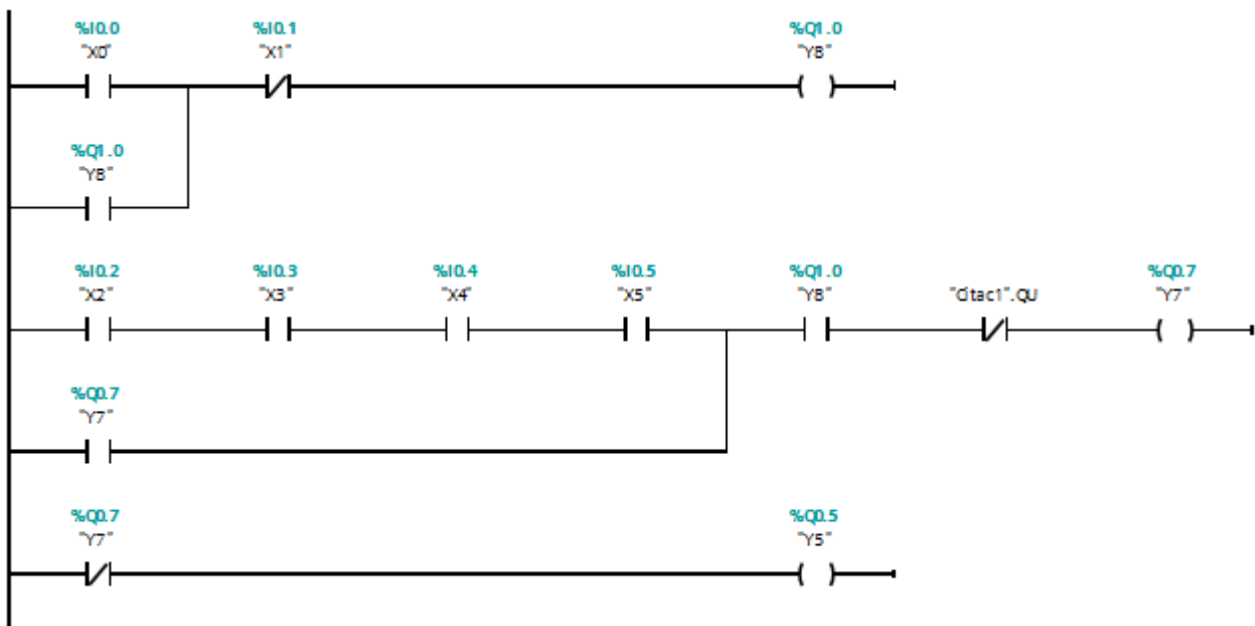 %I0.0 %I0.1 %Q1.0
"X0" "X1" "Y8"
%Q1.0
"Y8"
%I0.2 %I0.3 %I0.4 %I0.5 %Q1.0 %Q0.7
"X2" "X3" "X4" "X5" "Y8" "Citac1".QU "Y7"
%Q0.7
"Y7"
%Q0.7 %Q0.5
"Y7" "Y5"